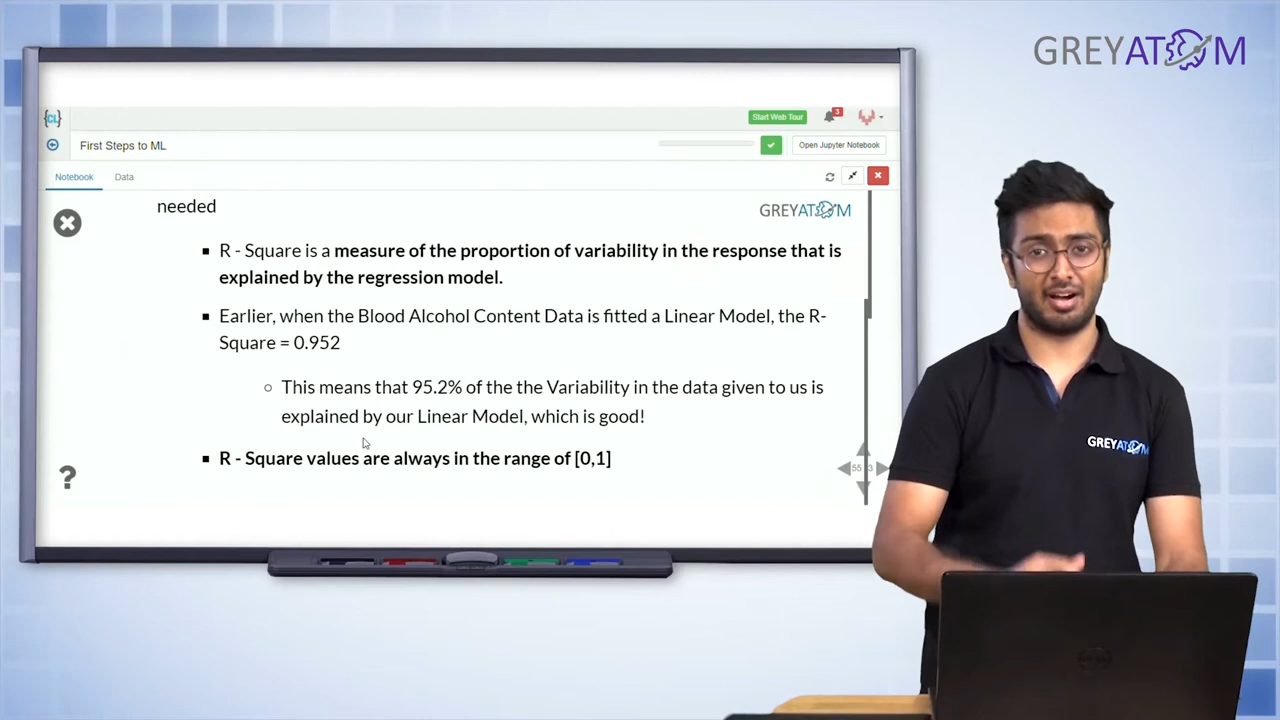 GREYATOM
{CL}
Start Web Tour
3
First Steps to ML
Open Jupyter Notebook
Notebook
Data
needed
GREYATOM
R - Square is a measure of the proportion of variability in the response that is
explained by the regression model.
Earlier, when the Blood Alcohol Content Data is fitted a Linear Model, the R-
Square = 0.952
This means that 95.2% of the the Variability in the data given to us is
explained by our Linear Model, which is good!
R - Square values are always in the range of [0,1]
?
GREYATOM